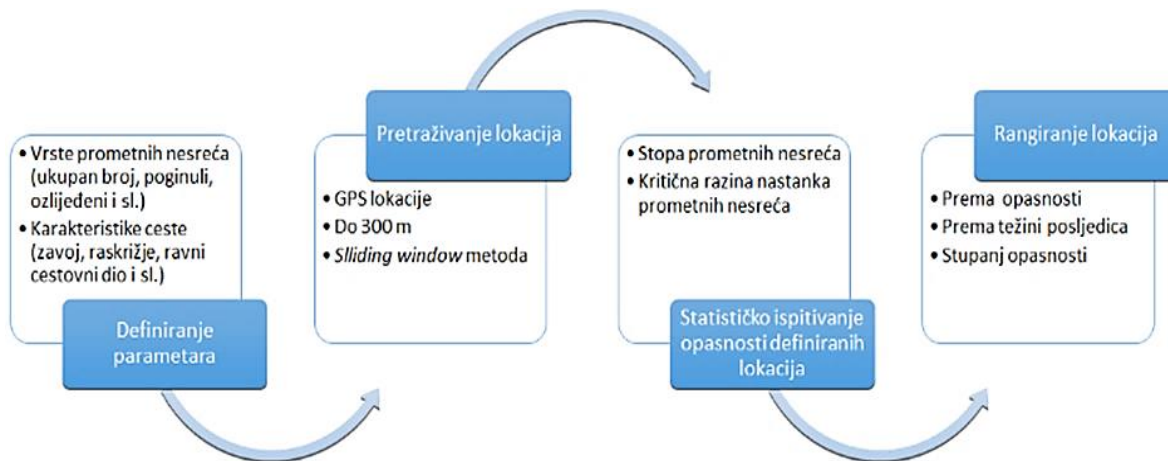 • Vrste prometnih nesreća
(ukupan broj, poginuli,
ozlijeđeni i sl.)
• Karakteristike ceste
(zavoj, raskrižje, ravni
cestovni dio i sl.)
Definiranje
parametara
Pretraživanje lokacija
• GPS lokacije
• Do 300 m
• Slliding window metoda
• Stopa prometnih nesreća
• Kritična razina nastanka
prometnih nesreća
Statističko ispitivanje
opasnosti definiranih
lokacija
Rangiranje lokacija
• Prema opasnosti
• Prema težini posljedica
• Stupanj opasnosti